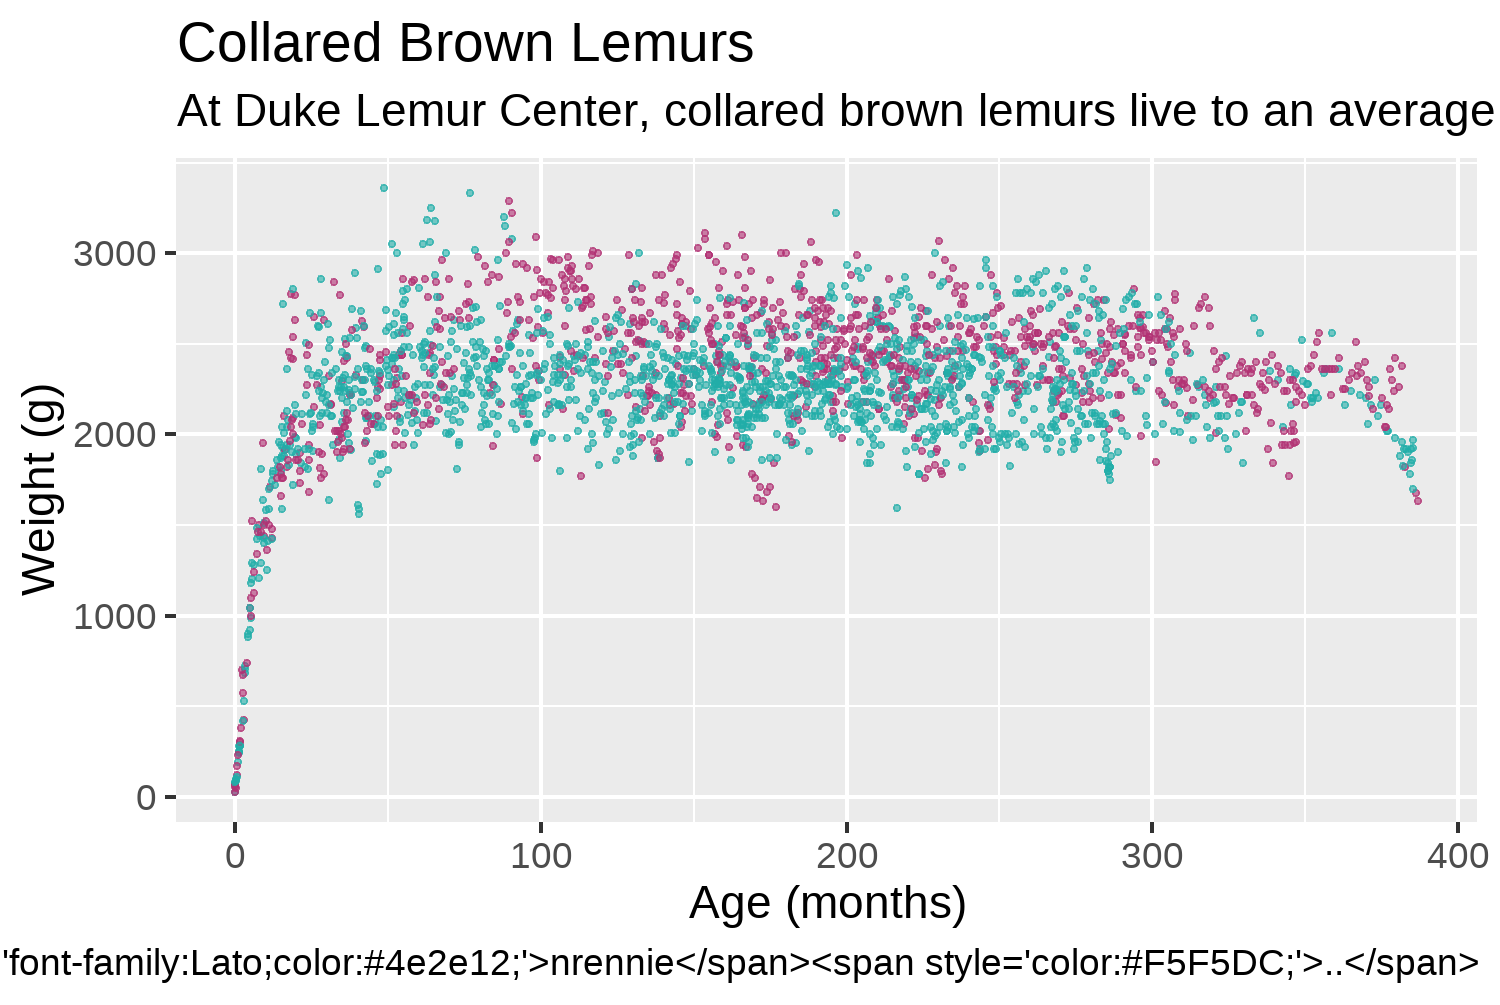 Collared Brown Lemurs
At Duke Lemur Center, collared brown lemurs live to an average
3000
2000
1000
0
Weight (g)
0 100 200 300 400
Age (months)
'font-family:Lato;color:#4e2e12;'>nrennie</span><span style='color:#F5F5DC;'>..</span>